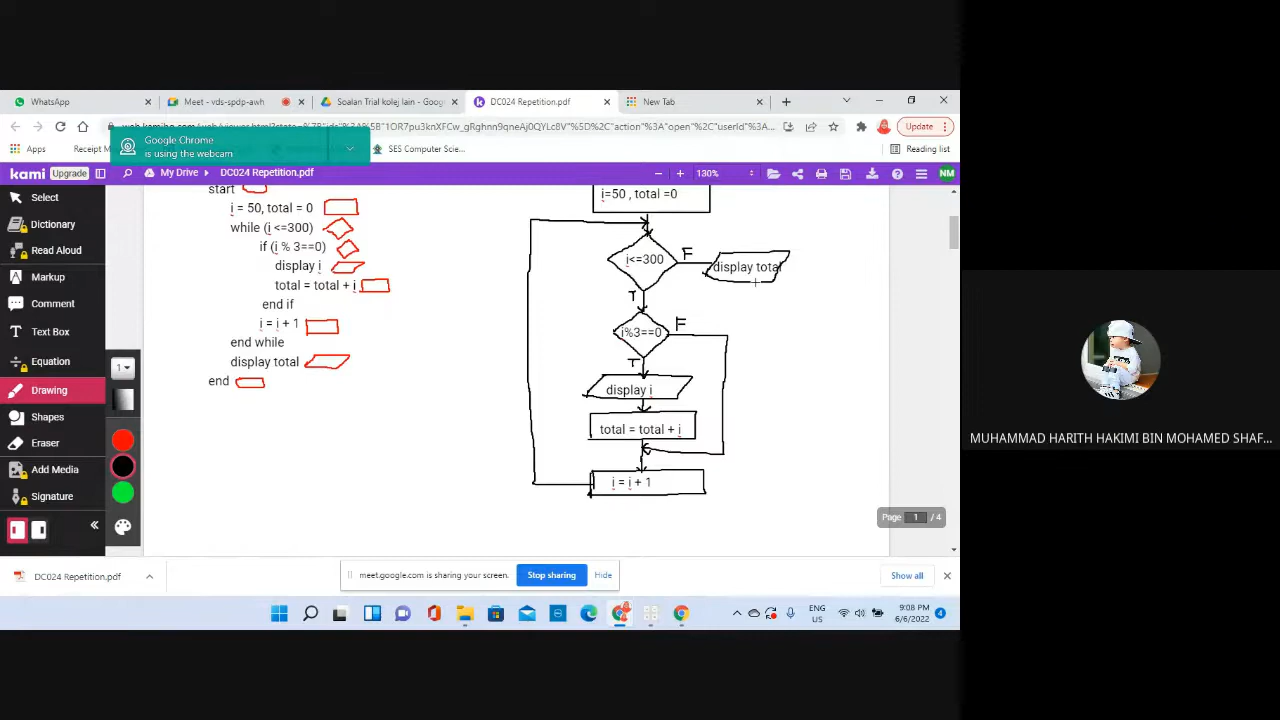 WhatsApp
Meet - vds-spdp-awh
Soalan Trial kolej lain - Goog
DC024 Repetition.pdf
New Tab
Google Chrome
is using the webcam
Update
Apps
Receipt M
SES Computer Scie...
Reading list
kami
Upgrade
My Drive
DC024 Repetition.pdf
130%
NM
Select
Dictionary
Read Aloud
Markup
Comment
Text Box
Equation
Drawing
Shapes
Eraser
Add Media
Signature
1
start
i = 50, total = 0
while (i <=300)
if (i % 3==0)
display i
total = total + i
end if
i = i + 1
end while
display total
end
i=50 , total =0
i<=300
F
display total
T
i%3==0
F
T
display i
total = total + i
i = i + 1
Page 1 / 4
DC024 Repetition.pdf
meet.google.com is sharing your screen.
Stop sharing
Hide
Show all
ENG
US
9:08 PM
6/6/2022
4
MUHAMMAD HARITH HAKIMI BIN MOHAMED SHAF...